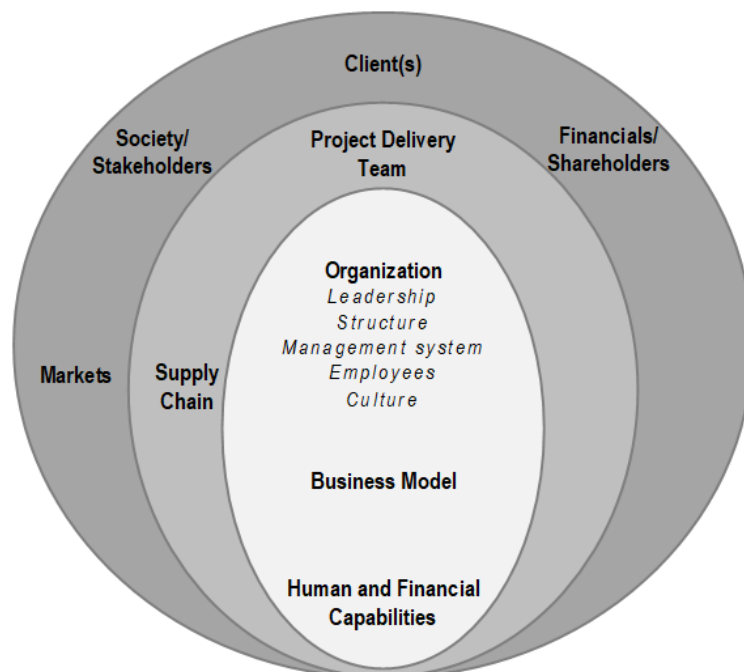 Client(s)
Society/
Stakeholders
Project Delivery
Team
Financials/
Shareholders
Organization
Leadership
Structure
Management system
Employees
Culture
Markets
Supply
Chain
Business Model
Human and Financial
Capabilities